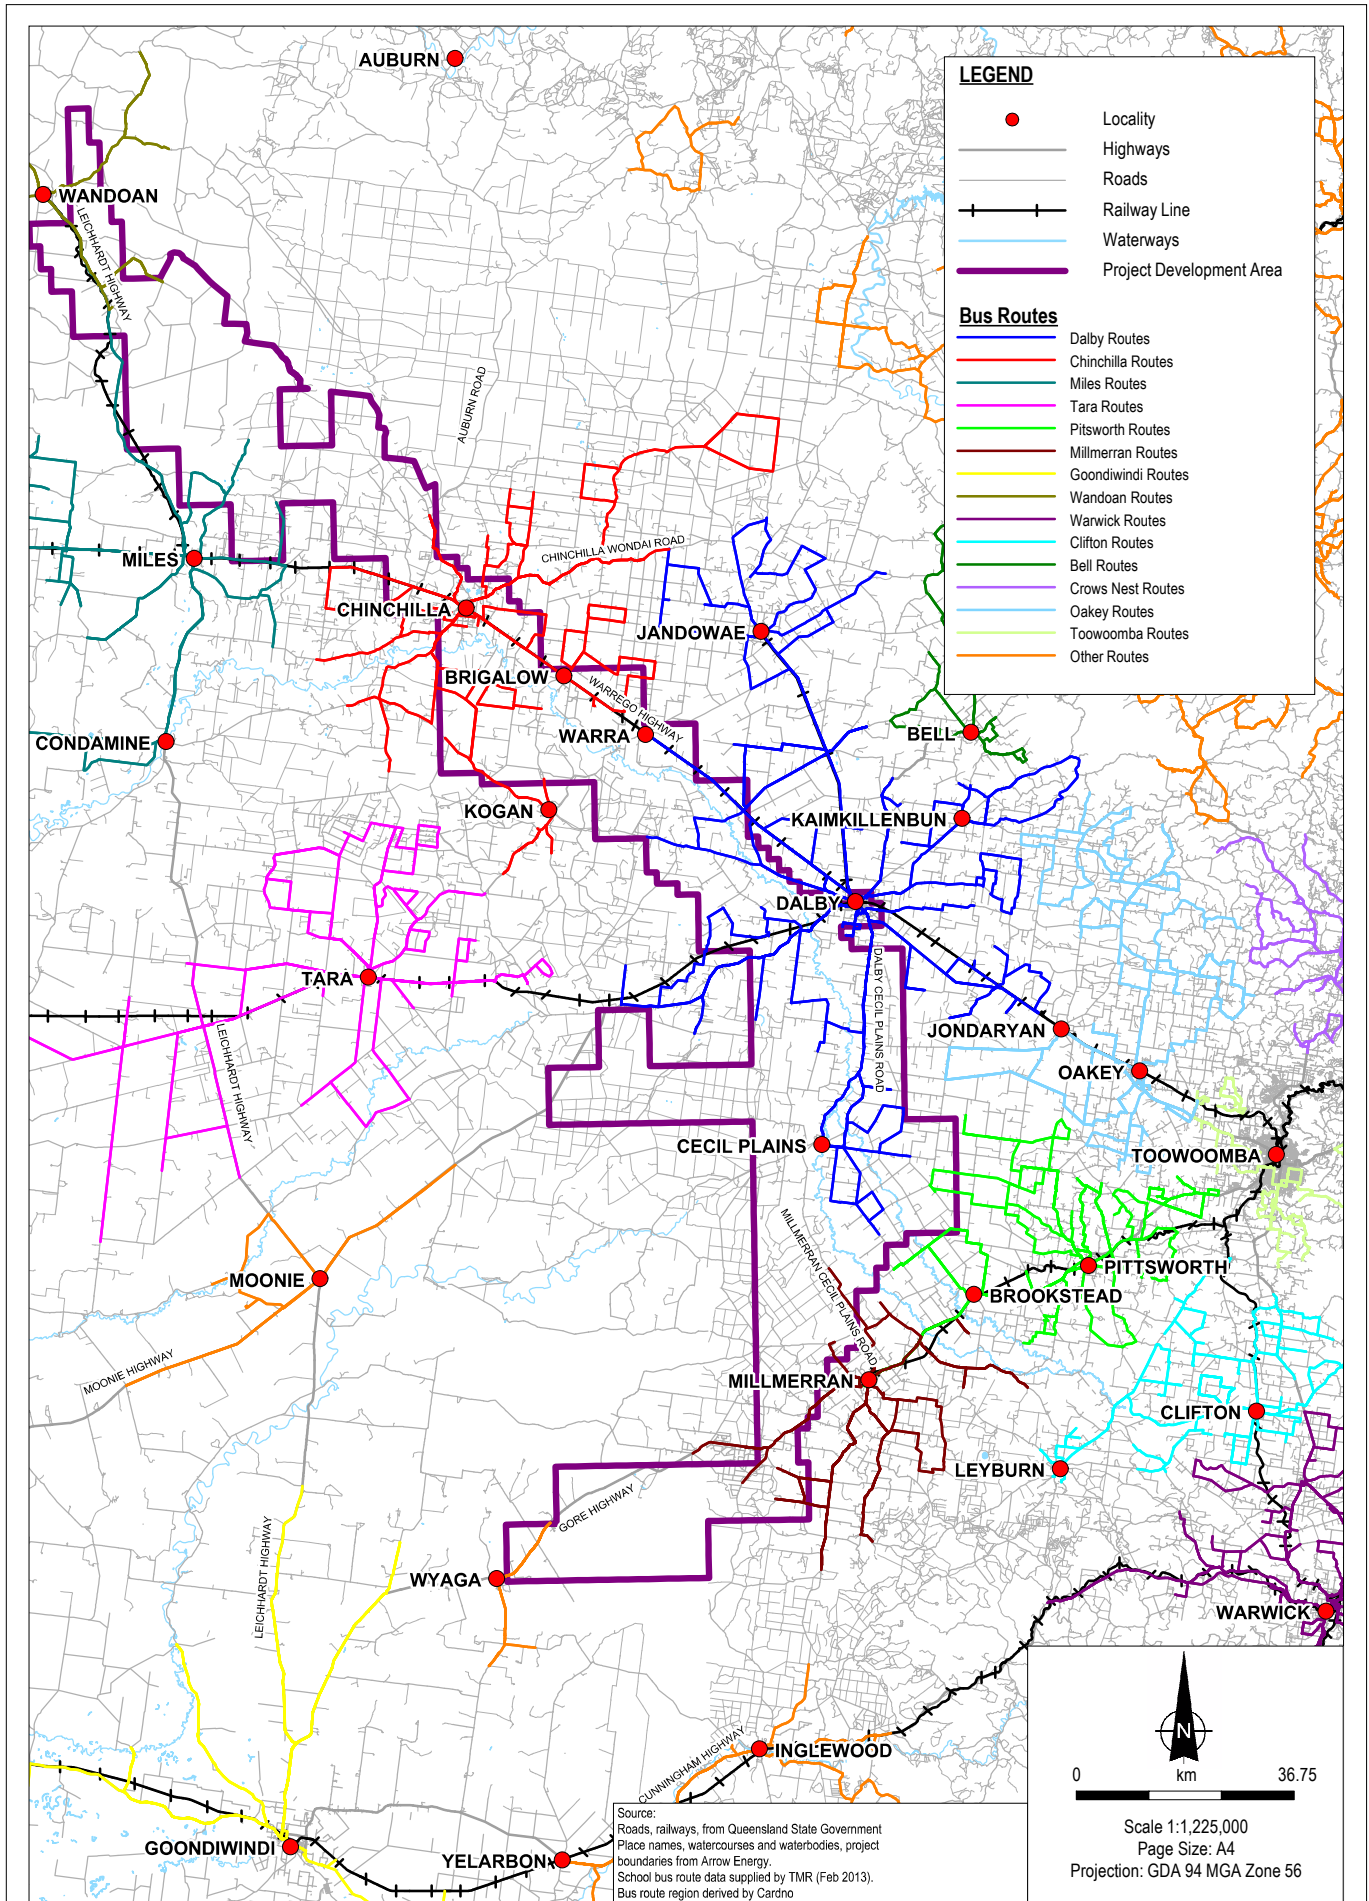 AUBURN
WANDOAN
LEICHHARDT HIGHWAY
AUBURN ROAD
CHINCHILLA WONDAI ROAD
MILES
CHINCHILLA
JANDOWAE
BRIGALOW
WARREGO HIGHWAY
CONDAMINE
WARRA
BELL
KOGAN
KAIMKILLENBUN
DALBY
TARA
DALBY CECIL PLAINS ROAD
LEICHHARDT HIGHWAY
JONDARYAN
OAKEY
CECIL PLAINS
TOOWOOMBA
MILLMERRAN CECIL PLAINS ROAD
MOONIE
PITTSWORTH
BROOKSTEAD
MOONIE HIGHWAY
MILLMERRAN
CLIFTON
LEYBURN
GORE HIGHWAY
LEICHHARDT HIGHWAY
WYAGA
WARWICK
CUNNINGHAM HIGHWAY
INGLEWOOD
GOONDIWINDI
YELARBON
LEGEND
Locality
Highways
Roads
Railway Line
Waterways
Project Development Area
Bus Routes
Dalby Routes
Chinchilla Routes
Miles Routes
Tara Routes
Pitsworth Routes
Millmerran Routes
Goondiwindi Routes
Wandoan Routes
Warwick Routes
Clifton Routes
Bell Routes
Crows Nest Routes
Oakey Routes
Toowoomba Routes
Other Routes
Source:
Roads, railways, from Queensland State Government
Place names, watercourses and waterbodies, project
boundaries from Arrow Energy.
School bus route data supplied by TMR (Feb 2013).
Bus route region derived by Cardno
N
0 km 36.75
Scale 1:1,225,000
Page Size: A4
Projection: GDA 94 MGA Zone 56